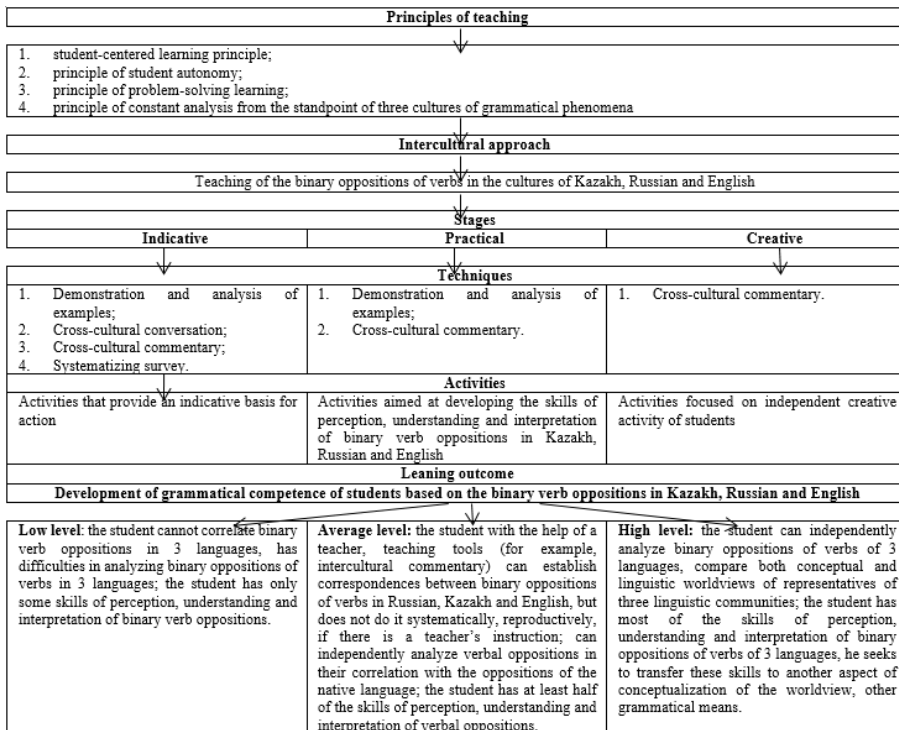 Principles of teaching
1. student-centered learning principle;
2. principle of student autonomy;
3. principle of problem-solving learning;
4. principle of constant analysis from the standpoint of three cultures of grammatical phenomena
Intercultural approach
Teaching of the binary oppositions of verbs in the cultures of Kazakh, Russian and English
Stages
Indicative
Practical
Creative
Techniques
1. Demonstration and analysis of
examples;
2. Cross-cultural conversation;
3. Cross-cultural commentary;
4. Systematizing survey.
1. Demonstration and analysis of
examples;
2. Cross-cultural commentary.
1. Cross-cultural commentary.
Activities
Activities that provide an indicative basis for
action
Activities aimed at developing the skills of
perception, understanding and interpretation
of binary verb oppositions in Kazakh,
Russian and English
Activities focused on independent creative
activity of students
Leaning outcome
Development of grammatical competence of students based on the binary verb oppositions in Kazakh, Russian and English
Low level: the student cannot correlate binary
verb oppositions in 3 languages, has
difficulties in analyzing binary oppositions of
verbs in 3 languages; the student has only
some skills of perception, understanding and
interpretation of binary verb oppositions.
Average level: the student with the help of a
teacher, teaching tools (for example,
intercultural commentary) can establish
correspondences between binary oppositions
of verbs in Russian, Kazakh and English, but
does not do it systematically, reproductively,
if there is a teacher's instruction; can
independently analyze verbal oppositions in
their correlation with the oppositions of the
native language; the student has at least half
of the skills of perception, understanding and
interpretation of verbal oppositions.
High level: the student can independently
analyze binary oppositions of verbs of 3
languages, compare both conceptual and
linguistic worldviews of representatives of
three linguistic communities; the student has
most of the skills of perception,
understanding and interpretation of binary
oppositions of verbs of 3 languages, he seeks
to transfer these skills to another aspect of
conceptualization of the worldview, other
grammatical means.